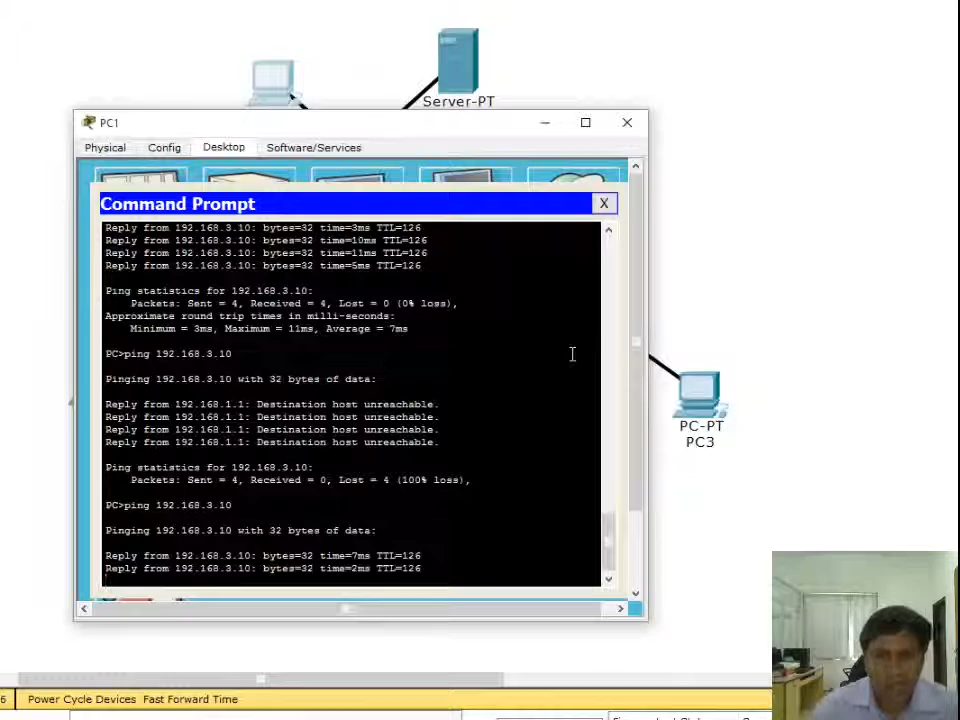 Server-PT
PC1
Physical
Config
Desktop
Software/Services
Command Prompt
X
Reply from 192.168.3.10: bytes=32 time=3ms TTL=126
Reply from 192.168.3.10: bytes=32 time=10ms TTL=126
Reply from 192.168.3.10: bytes=32 time=11ms TTL=126
Reply from 192.168.3.10: bytes=32 time=5ms TTL=126
Ping statistics for 192.168.3.10:
Packets: Sent = 4, Received = 4, Lost = 0 (0% loss),
Approximate round trip times in milli-seconds:
Minimum = 3ms, Maximum = 11ms, Average = 7ms
PC>ping 192.168.3.10
Pinging 192.168.3.10 with 32 bytes of data:
Reply from 192.168.1.1: Destination host unreachable.
Reply from 192.168.1.1: Destination host unreachable.
Reply from 192.168.1.1: Destination host unreachable.
Reply from 192.168.1.1: Destination host unreachable.
Ping statistics for 192.168.3.10:
Packets: Sent = 4, Received = 0, Lost = 4 (100% loss),
PC>ping 192.168.3.10
Pinging 192.168.3.10 with 32 bytes of data:
Reply from 192.168.3.10: bytes=32 time=7ms TTL=126
Reply from 192.168.3.10: bytes=32 time=2ms TTL=126
PC-PT
PC3
6 Power Cycle Devices Fast Forward Time